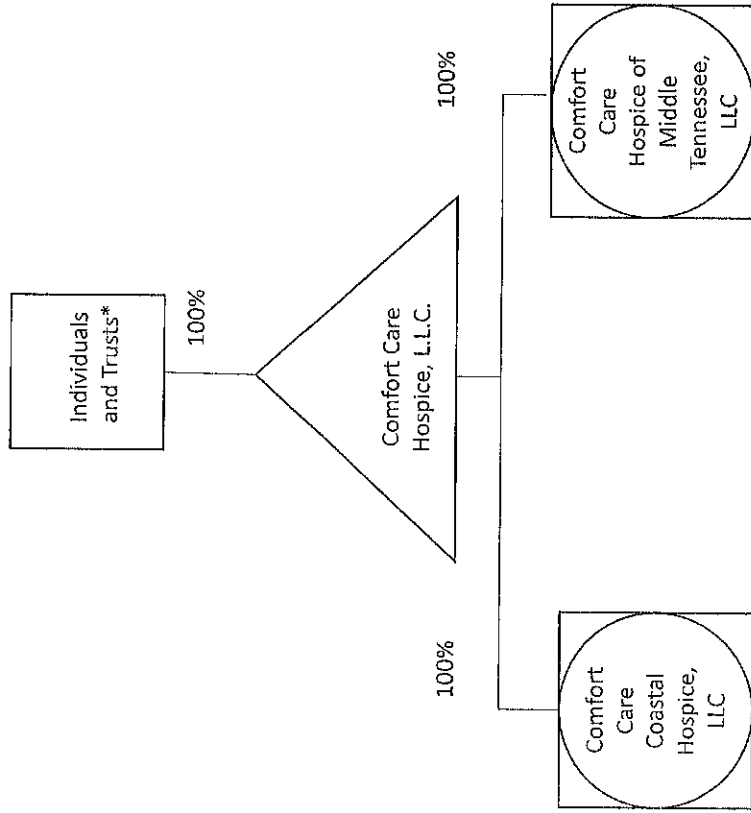 Individuals
and Trusts*
100%
Comfort Care
Hospice, L.L.C.
100%
100%
Comfort
Care
Coastal
Hospice,
LLC
Comfort
Care
Hospice of
Middle
Tennessee,
LLC